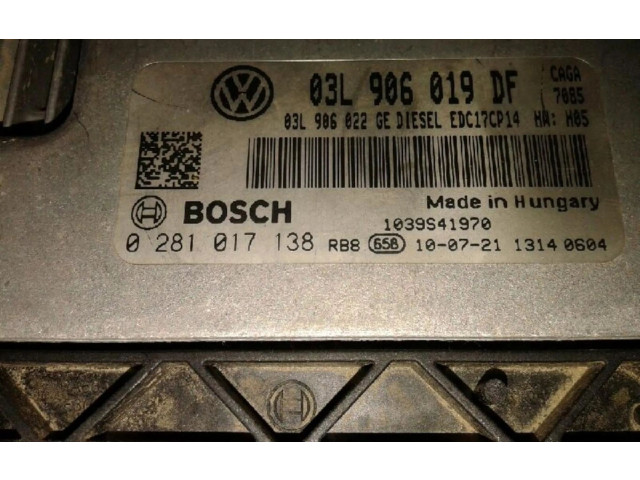 03L 906 019 DF CAGA
7085
03L 906 022 GE DIESEL EDC17CP14 HW: H05
BOSCH
Made in Hungary
1039S41970
0 281 017 138 RB8 658 10-07-21 1314 0604